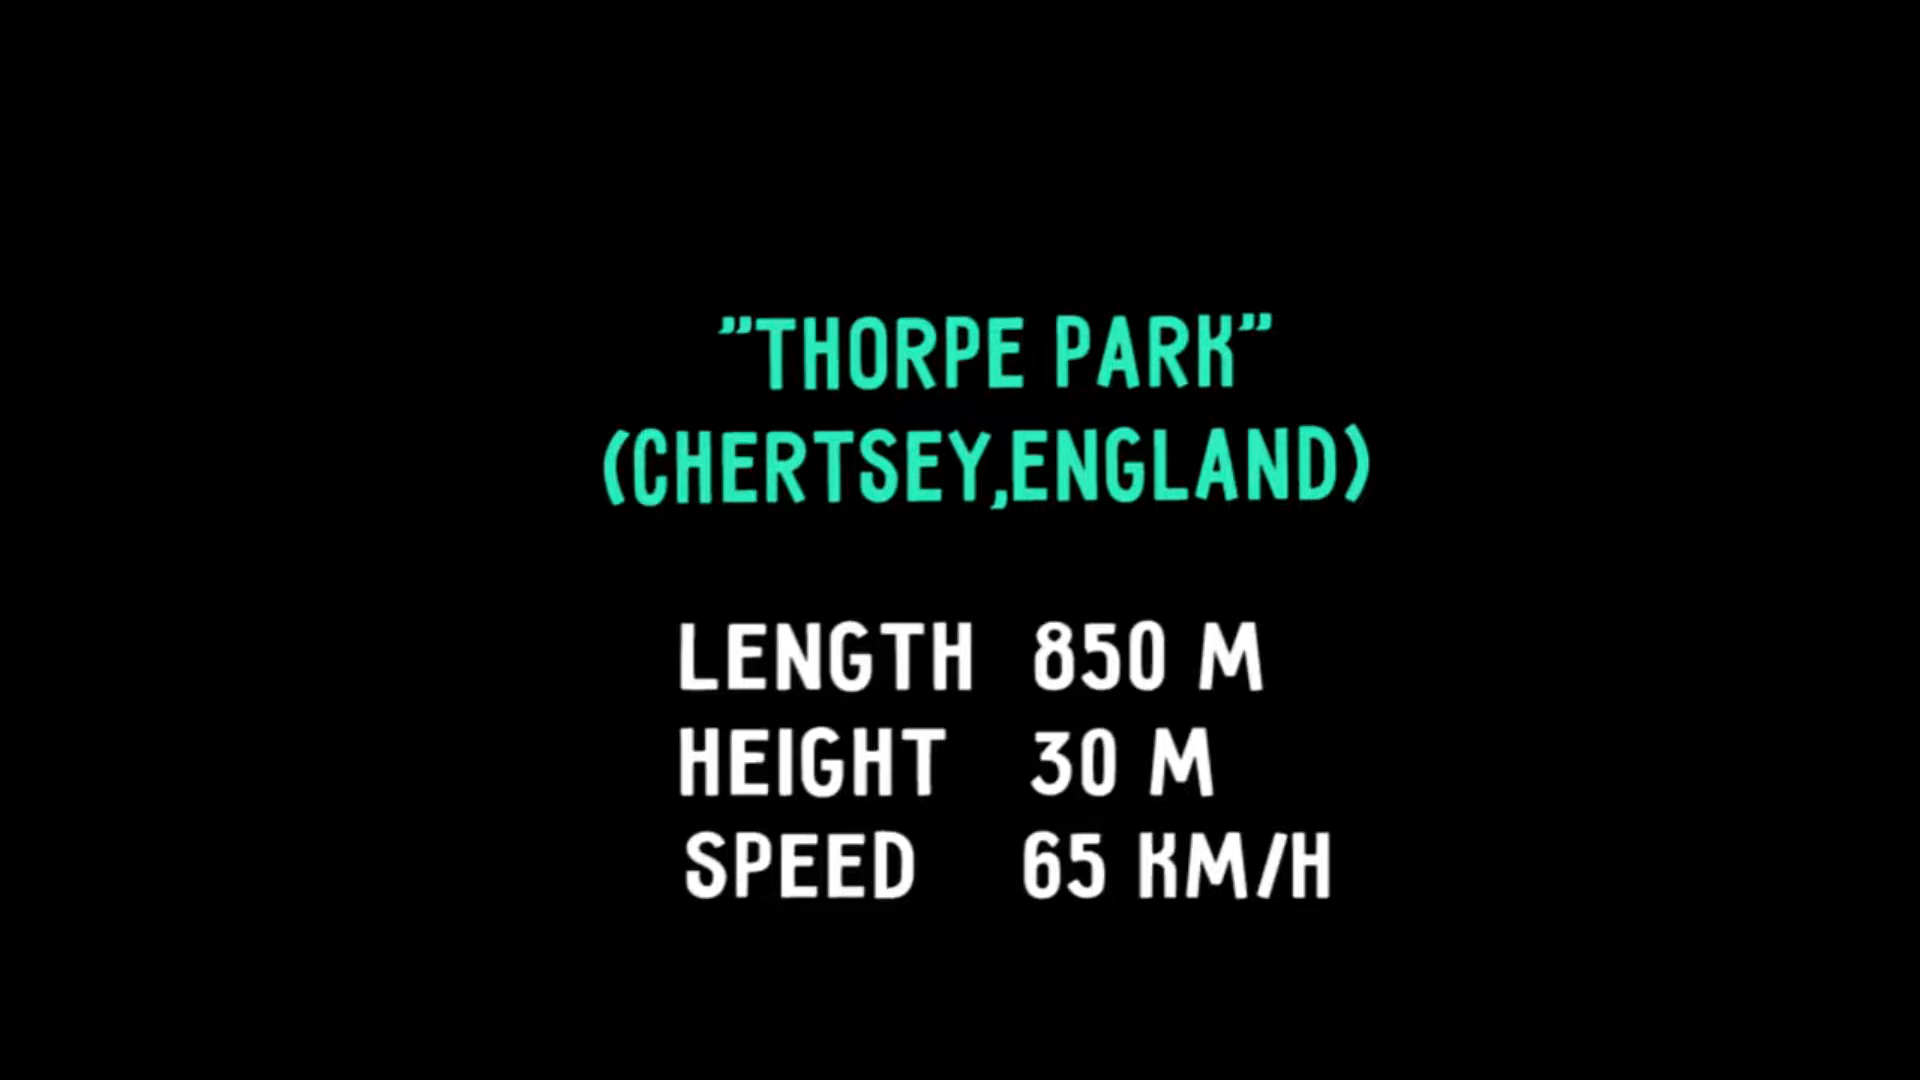 "THORPE PARK"
(CHERTSEY,ENGLAND)
LENGTH 850 M
HEIGHT 30 M
SPEED 65 KM/H